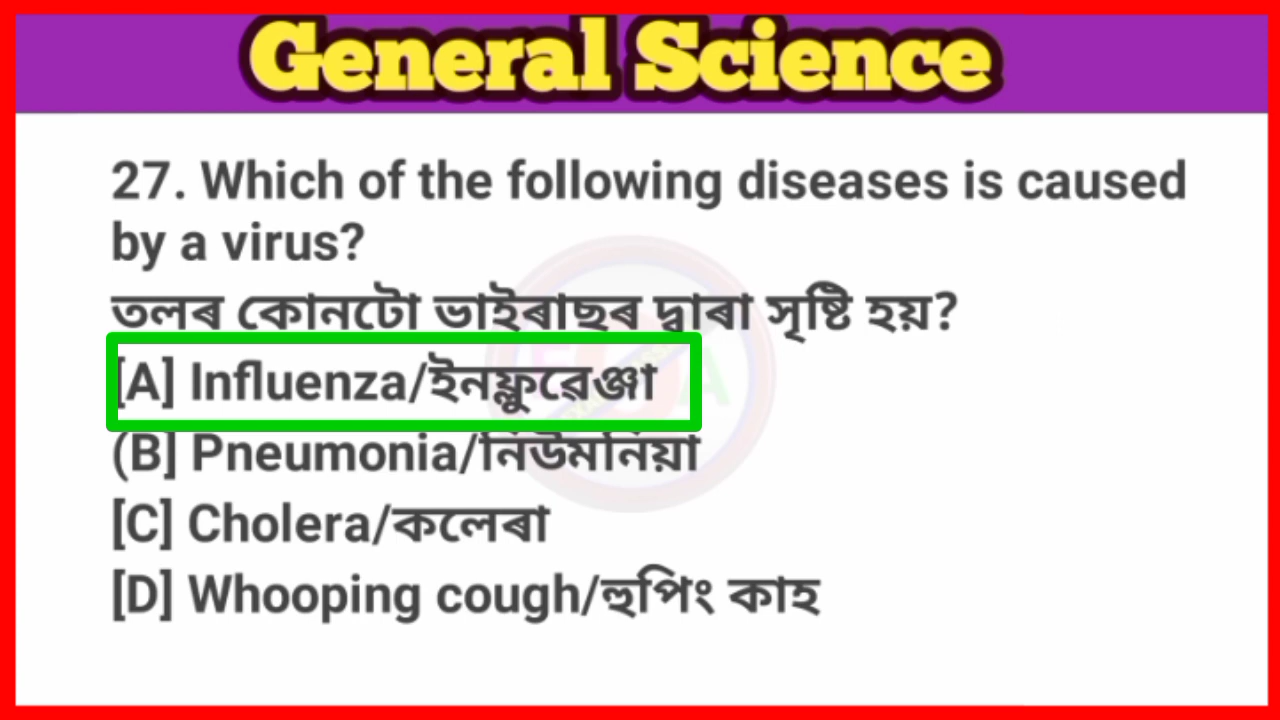 General Science
27. Which of the following diseases is caused
by a virus?
তলৰ কোনটো ভাইৰাছৰ দ্বাৰা সৃষ্টি হয়?
[A] Influenza/ইনফ্লুৱেঞ্জা
(B] Pneumonia/নিউমনিয়া
[C] Cholera/কলেৰা
[D] Whooping cough/হুপিং কাহ